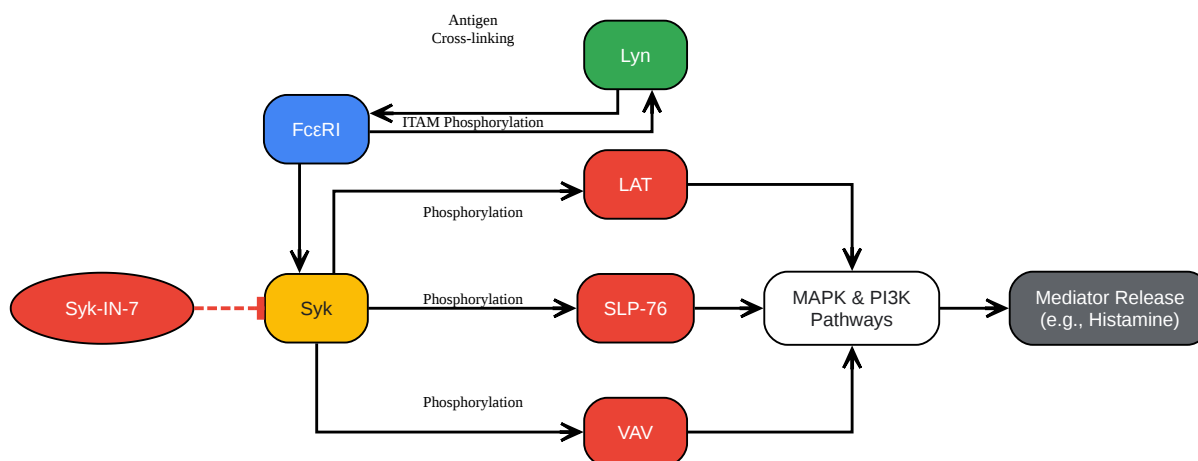 Antigen
Cross-linking
Lyn
FcεRI
ITAM Phosphorylation
LAT
Phosphorylation
Syk-IN-7
Syk
Phosphorylation
SLP-76
MAPK & PI3K
Pathways
Mediator Release
(e.g., Histamine)
Phosphorylation
VAV